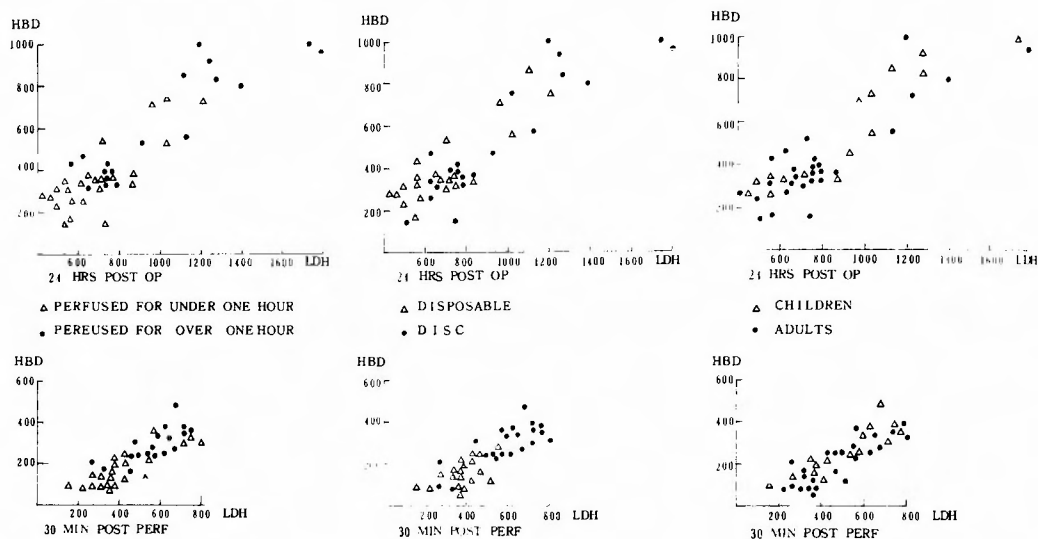 HBD HBD HBD
1000 1000 1000
800 800 800
600 600 600
400 400 400
200 200 200
600 800 1000 1200 1400 1600 LDH
600 800 1000 1200 1400 1600
600 800 1000 1200 1400 1600 LDH
24 HRS POST OP
24 HRS POST OP
24 HRS POST OP
△ PERFUSED FOR UNDER ONE HOUR
• PEREUSED FOR OVER ONE HOUR
△ DISPOSABLE
• DISC
△ CHILDREN
• ADULTS
HBD HBD HBD
600 600 600
400 400 400
200 200 200
200 400 600 800 LDH
200 400 600 800 LDH
200 400 600 800 LDH
30 MIN POST PERF
30 MIN POST PERF
30 MIN POST PERF